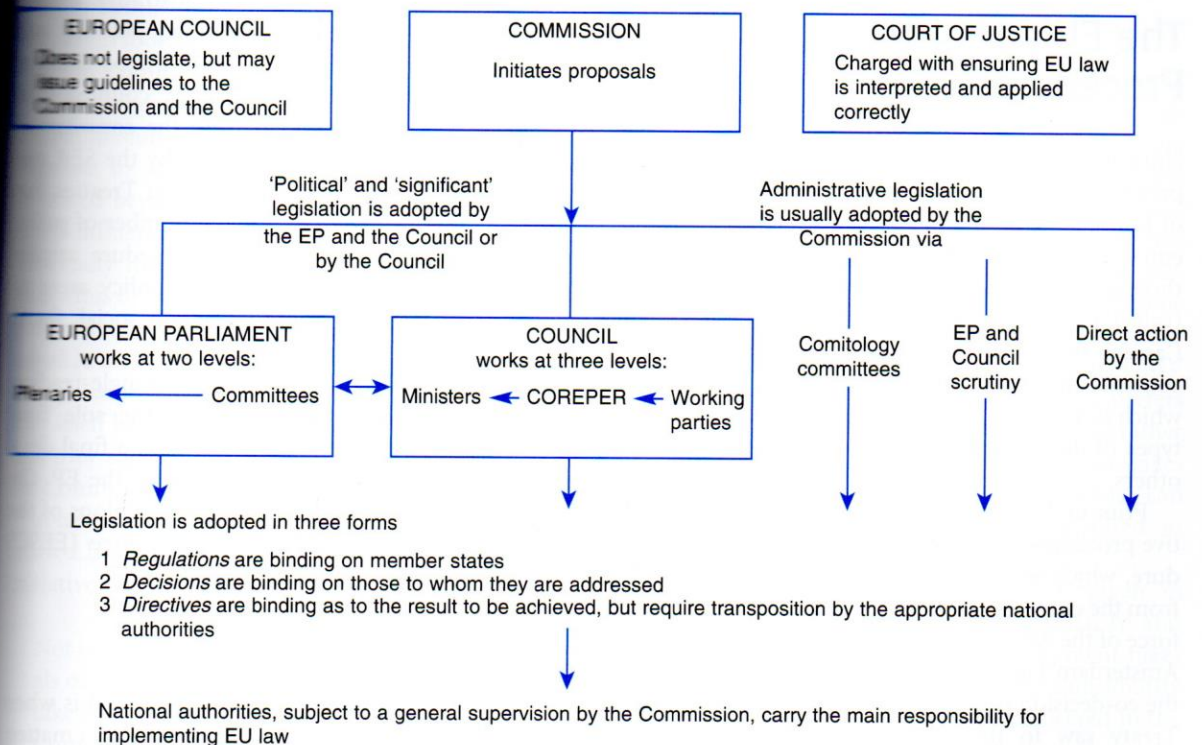 EUROPEAN COUNCIL
Does not legislate, but may
issue guidelines to the
Commission and the Council
COMMISSION
Initiates proposals
COURT OF JUSTICE
Charged with ensuring EU law
is interpreted and applied
correctly
'Political' and 'significant'
legislation is adopted by
the EP and the Council or
by the Council
Administrative legislation
is usually adopted by the
Commission via
EUROPEAN PARLIAMENT
works at two levels:
Plenaries Committees
COUNCIL
works at three levels:
Ministers COREPER Working
parties
Comitology
committees
EP and
Council
scrutiny
Direct action
by the
Commission
Legislation is adopted in three forms
1 Regulations are binding on member states
2 Decisions are binding on those to whom they are addressed
3 Directives are binding as to the result to be achieved, but require transposition by the appropriate national
authorities
National authorities, subject to a general supervision by the Commission, carry the main responsibility for
implementing EU law